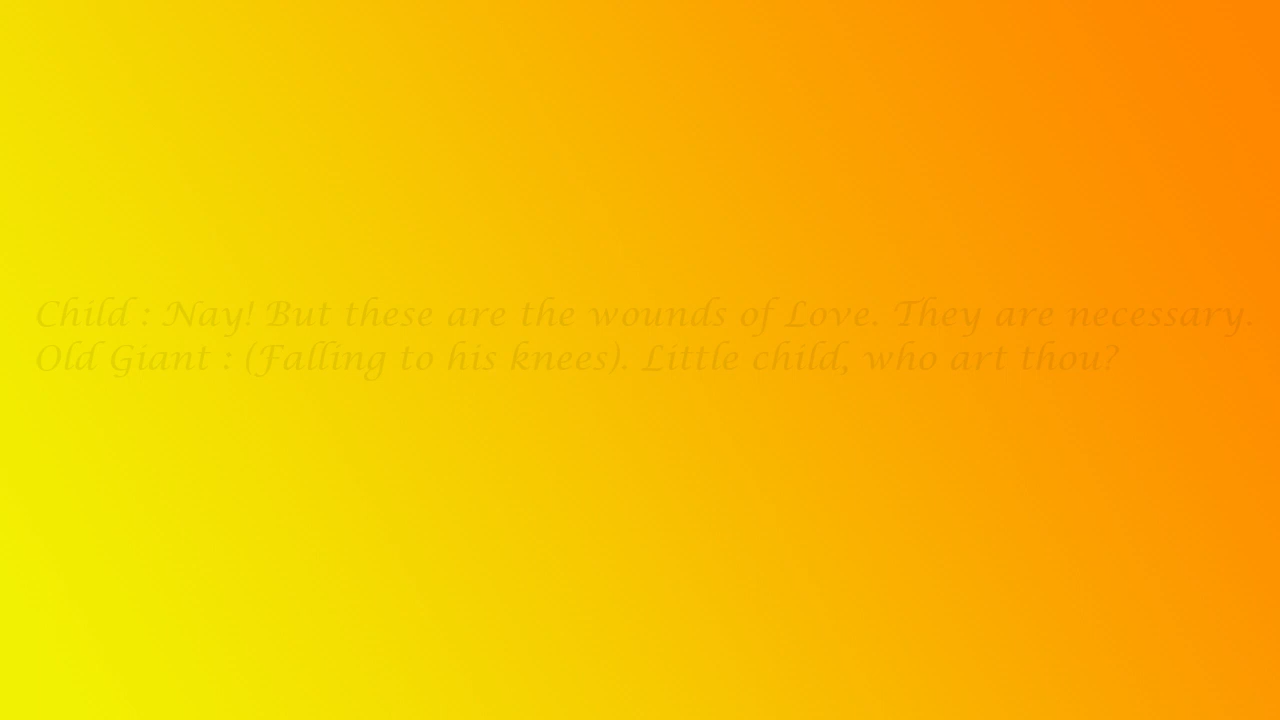 Child : Nay! But these are the wounds of Love. They are necessary.
Old Giant : (Falling to his knees). Little child, who art thou?